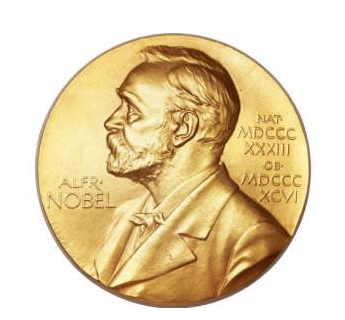 ALFR·
NOBEL
NAT·
MDCCC
XXXIII
OB·
MDCCC
XCVI